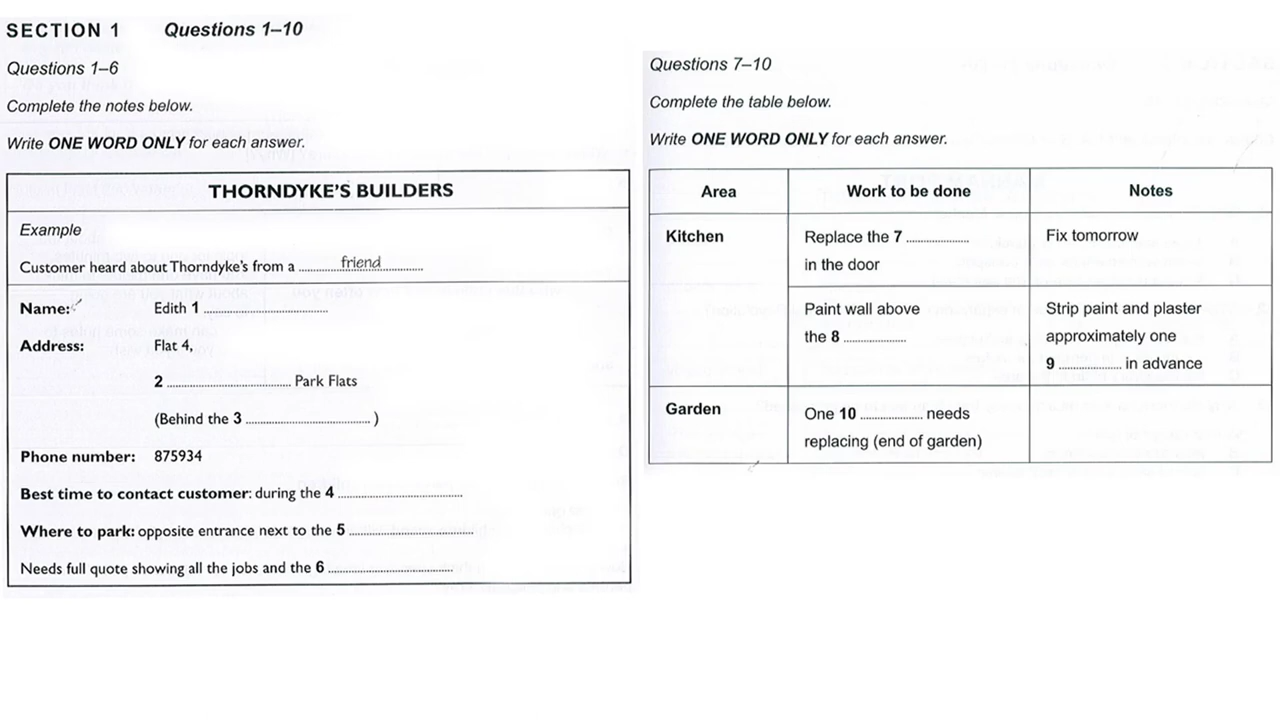 SECTION 1 Questions 1–10
Questions 1–6
Complete the notes below.
Write ONE WORD ONLY for each answer.
THORNDYKE'S BUILDERS
Example
Customer heard about Thorndyke's from a ........friend........
Name: Edith 1 ................
Address: Flat 4,
2 ................ Park Flats
(Behind the 3 ................ )
Phone number: 875934
Best time to contact customer: during the 4 ................
Where to park: opposite entrance next to the 5 ................
Needs full quote showing all the jobs and the 6 ................
Questions 7–10
Complete the table below.
Write ONE WORD ONLY for each answer.
Area Work to be done Notes
Kitchen Replace the 7 ................ Fix tomorrow
in the door
Paint wall above Strip paint and plaster
the 8 ................ approximately one
9 ................ in advance
Garden One 10 ................ needs
replacing (end of garden)